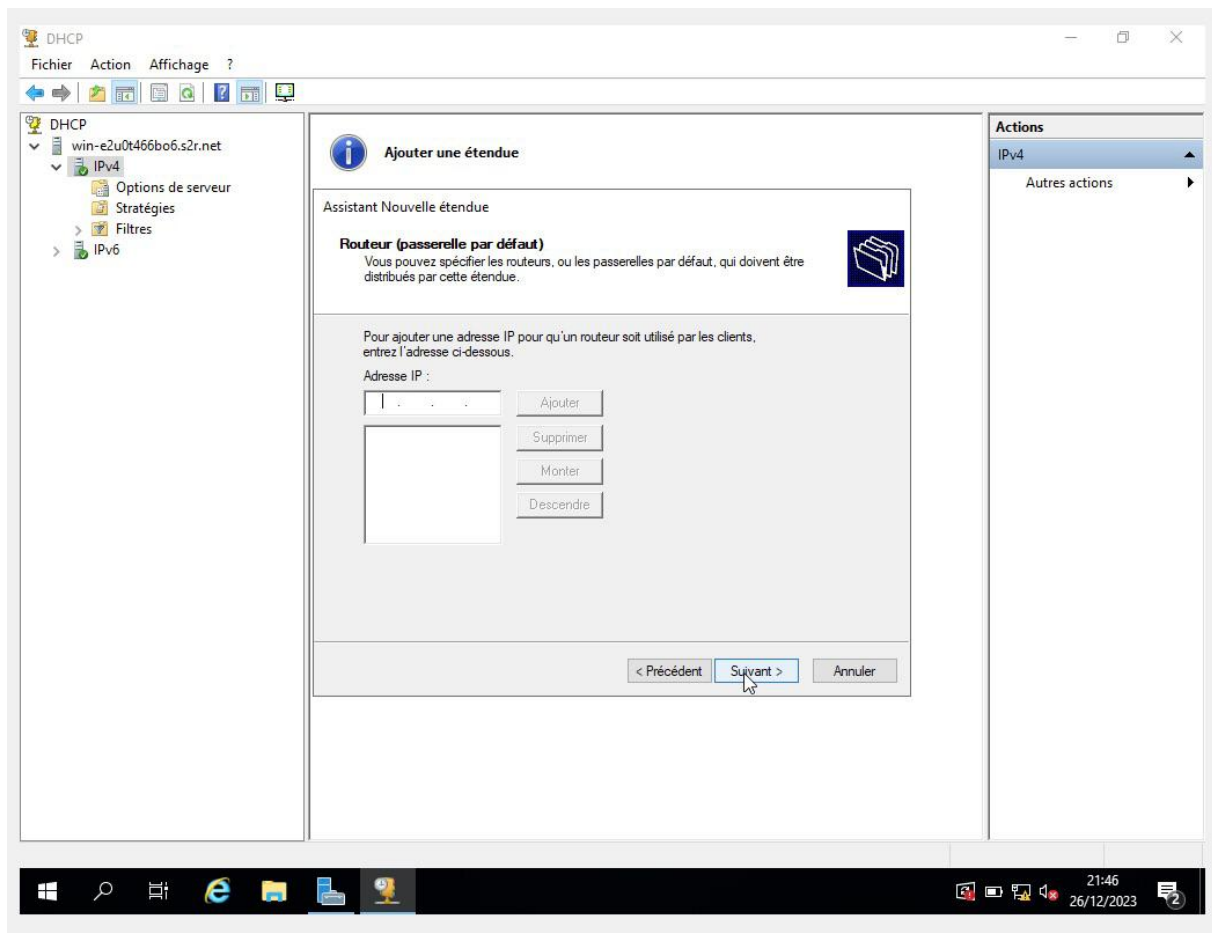 DHCP
Fichier Action Affichage ?
DHCP
win-e2u0t466bo6.s2r.net
IPv4
Options de serveur
Stratégies
Filtres
IPv6
Ajouter une étendue
Assistant Nouvelle étendue
Routeur (passerelle par défaut)
Vous pouvez spécifier les routeurs, ou les passerelles par défaut, qui doivent être
distribués par cette étendue.
Pour ajouter une adresse IP pour qu'un routeur soit utilisé par les clients,
entrez l'adresse ci-dessous.
Adresse IP :
. . .
Ajouter
Supprimer
Monter
Descendre
< Précédent Suivant > Annuler
Actions
IPv4
Autres actions
21:46
26/12/2023
2